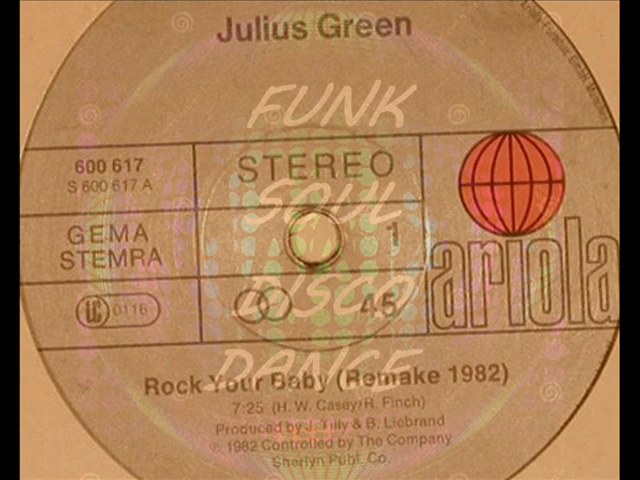 Julius Green
FUNK
600 617
S 600 617 A
STEREO
SOUL
GEMA
STEMRA
1
ariola
DISCO
LC 0116
45
DANCE
Rock Your Baby (Remake 1982)
7:25 (H. W. Casey/R. Finch)
Produced by J. Tilly & B. Liebrand
℗ 1982 Controlled by The Company
Sherlyn Publ. Co.